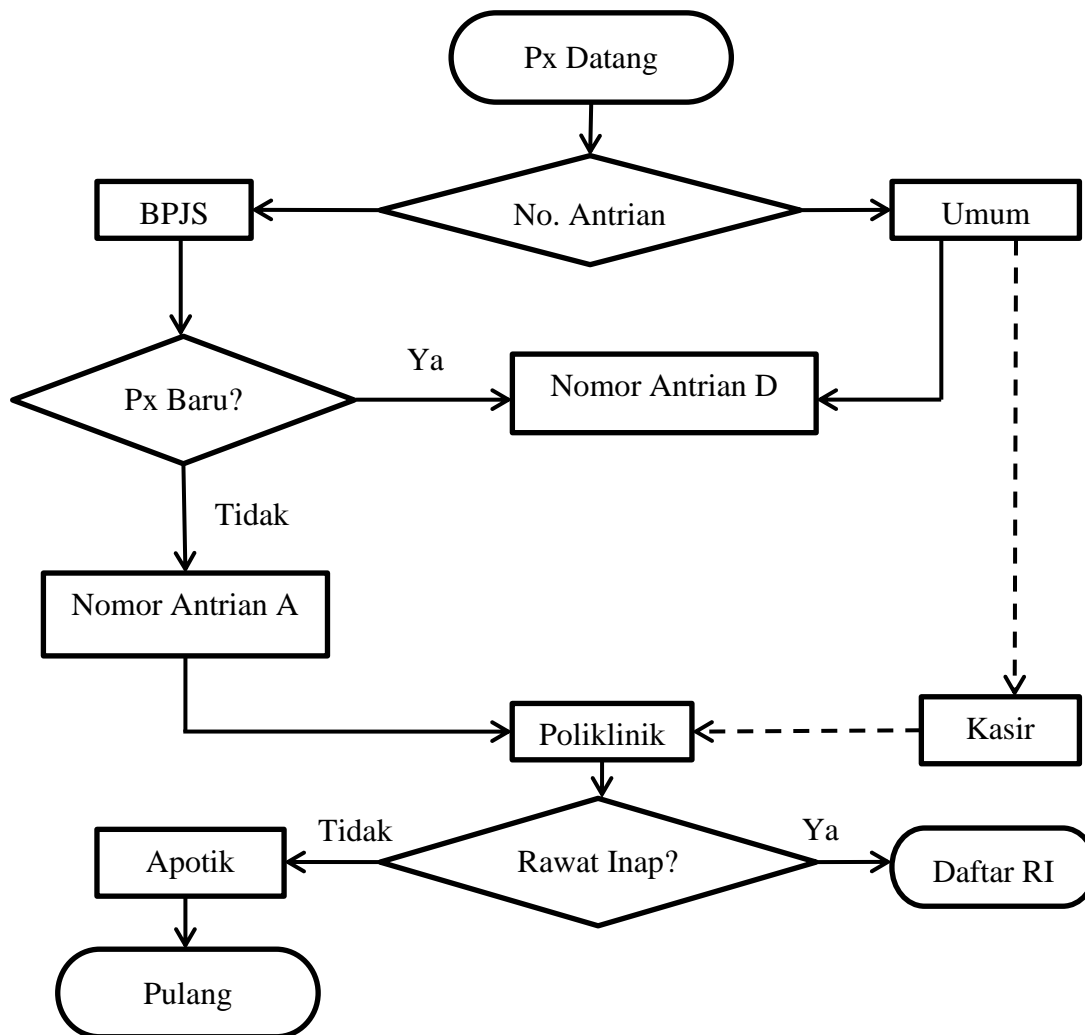 Px Datang
BPJS
No. Antrian
Umum
Px Baru?
Ya
Nomor Antrian D
Tidak
Nomor Antrian A
Poliklinik
Kasir
Tidak
Ya
Apotik
Rawat Inap?
Daftar RI
Pulang